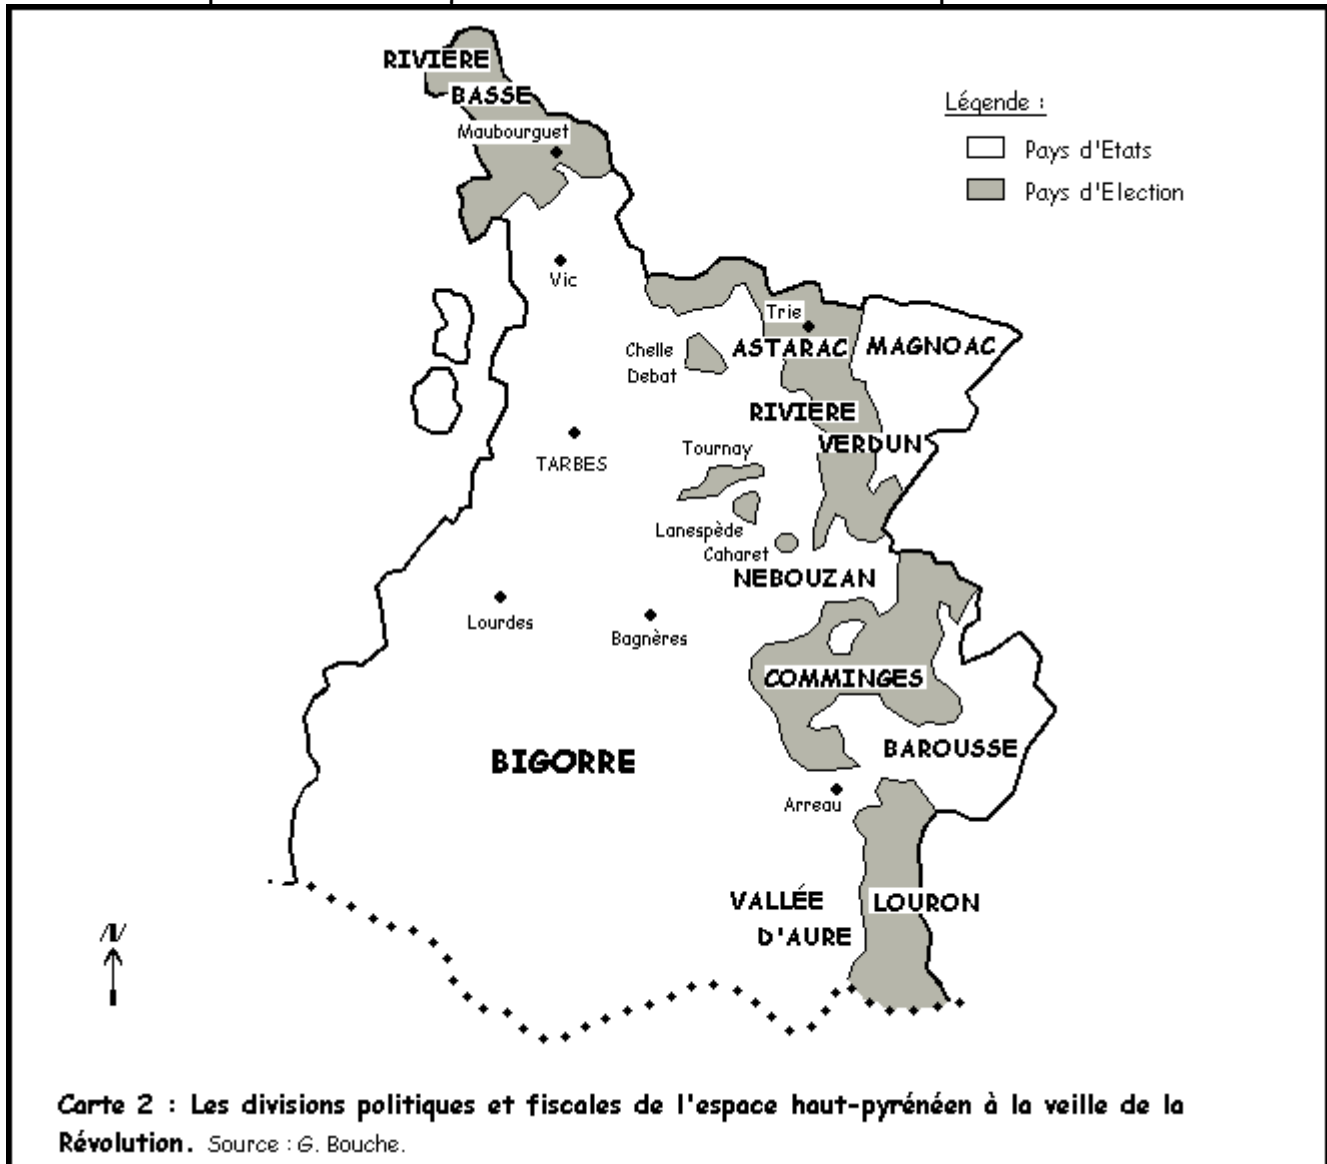 RIVIERE
BASSE
Maubourguet
Légende :
Pays d'Etats
Pays d'Election
Vic
Trie
Chelle
Debat
ASTARAC
MAGNOAC
RIVIERE
VERDUN
Tournay
TARBES
Lanespède
Caharet
NEBOUZAN
Lourdes
Bagnères
COMMINGES
BAROUSSE
BIGORRE
Arreau
VALLÉE
D'AURE
LOURON
N
Carte 2 : Les divisions politiques et fiscales de l'espace haut-pyrénéen à la veille de la
Révolution. Source : G. Bouche.